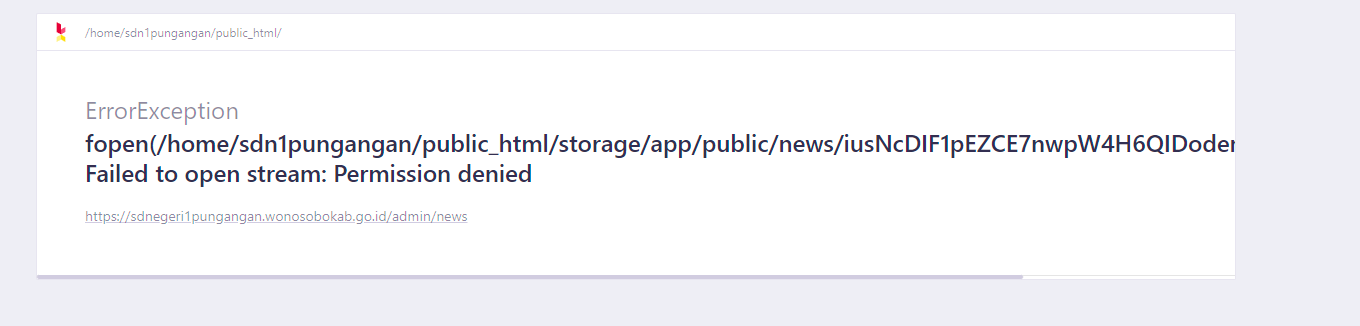 /home/sdn1pungangan/public_html/
ErrorException
fopen(/home/sdn1pungangan/public_html/storage/app/public/news/iusNcDIF1pEZCE7nwpW4H6QIDoder
Failed to open stream: Permission denied
https://sdnegeri1pungangan.wonosobokab.go.id/admin/news